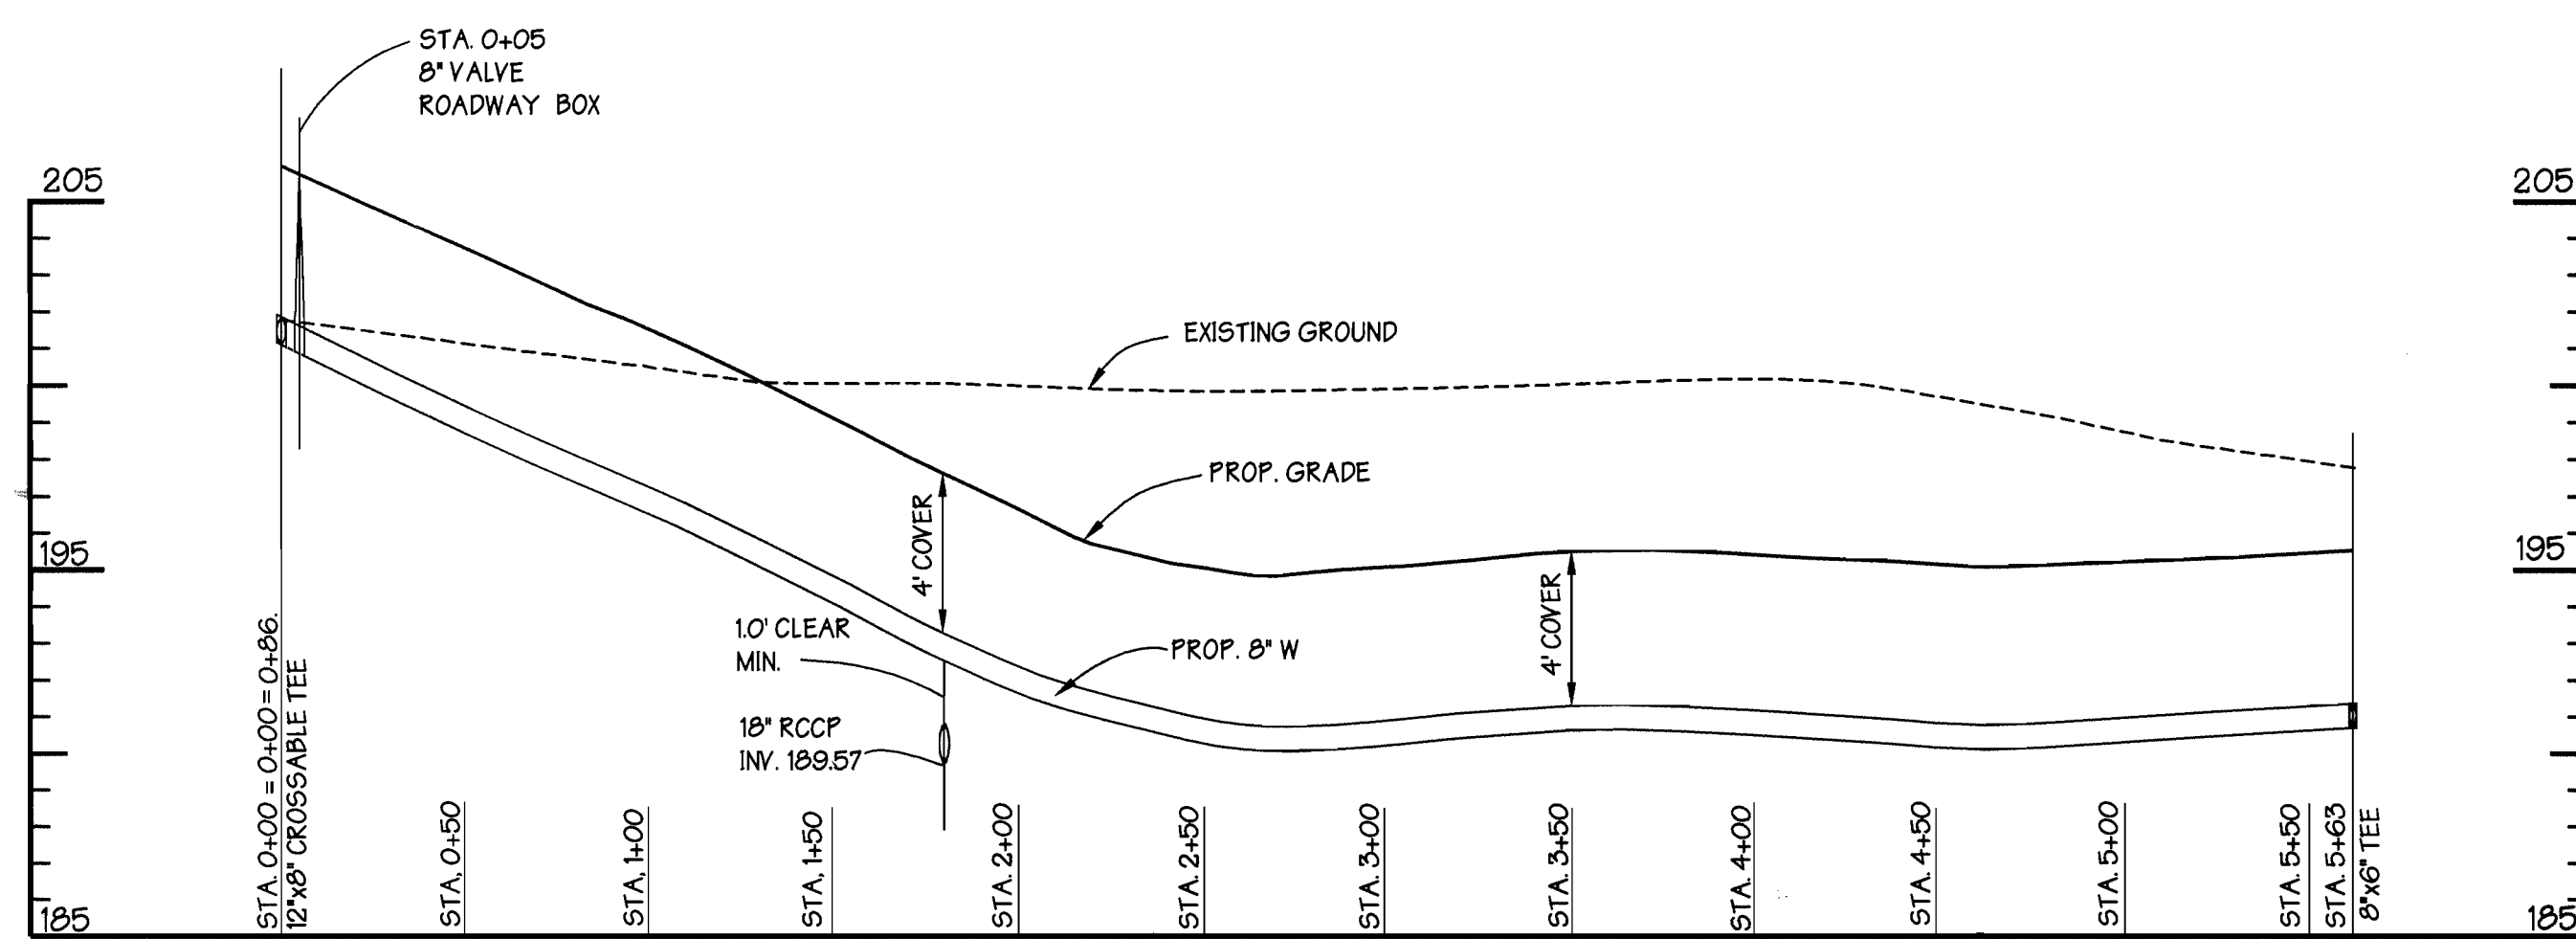 STA. 0+05
8" VALVE
ROADWAY BOX
205
205
EXISTING GROUND
PROP. GRADE
4' COVER
195
195
4' COVER
1.0' CLEAR
MIN.
PROP. 8" W
18" RCCP
INV. 189.57
STA. 0+00 = 0+00 = 0+86.
12"x8" CROSSABLE TEE
STA, 0+50
STA, 1+00
STA, 1+50
STA. 2+00
STA. 2+50
STA. 3+00
STA. 3+50
STA. 4+00
STA. 4+50
STA. 5+00
STA. 5+50
STA. 5+63
8"x6" TEE
185
185